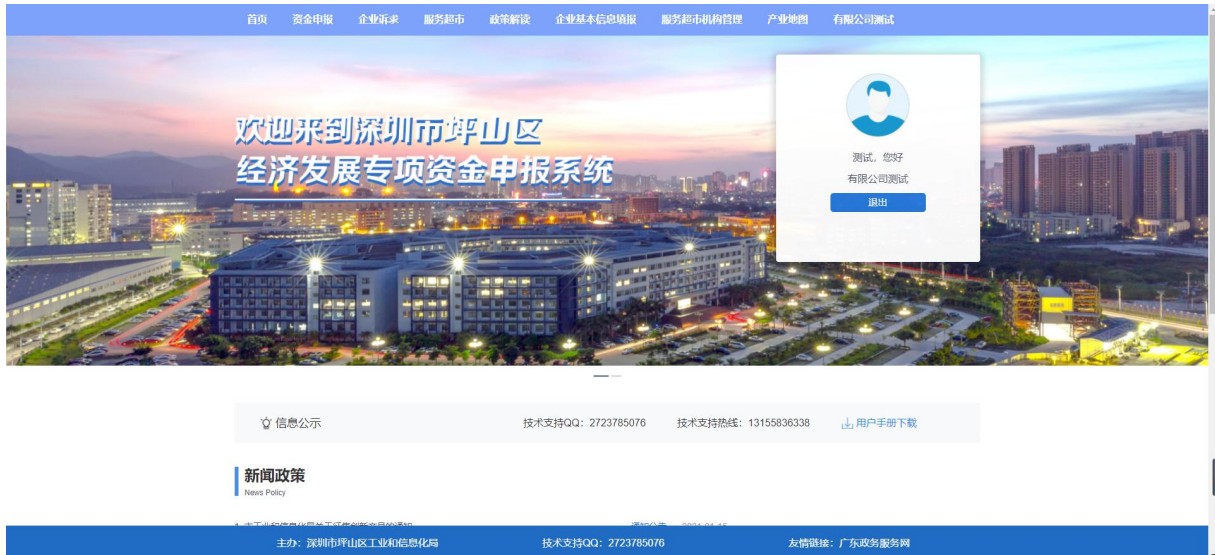 首页 资金申报 企业诉求 服务超市 政策解读 企业基本信息填报 服务超市机构管理 产业地图 有限公司测试
欢迎来到深圳市坪山区
经济发展专项资金申报系统
测试，您好
有限公司测试
退出
信息公示 技术支持QQ：2723785076 技术支持热线：13155836338 用户手册下载
新闻政策
News Policy
主办：深圳市坪山区工业和信息化局 技术支持QQ：2723785076 友情链接：广东政务服务网